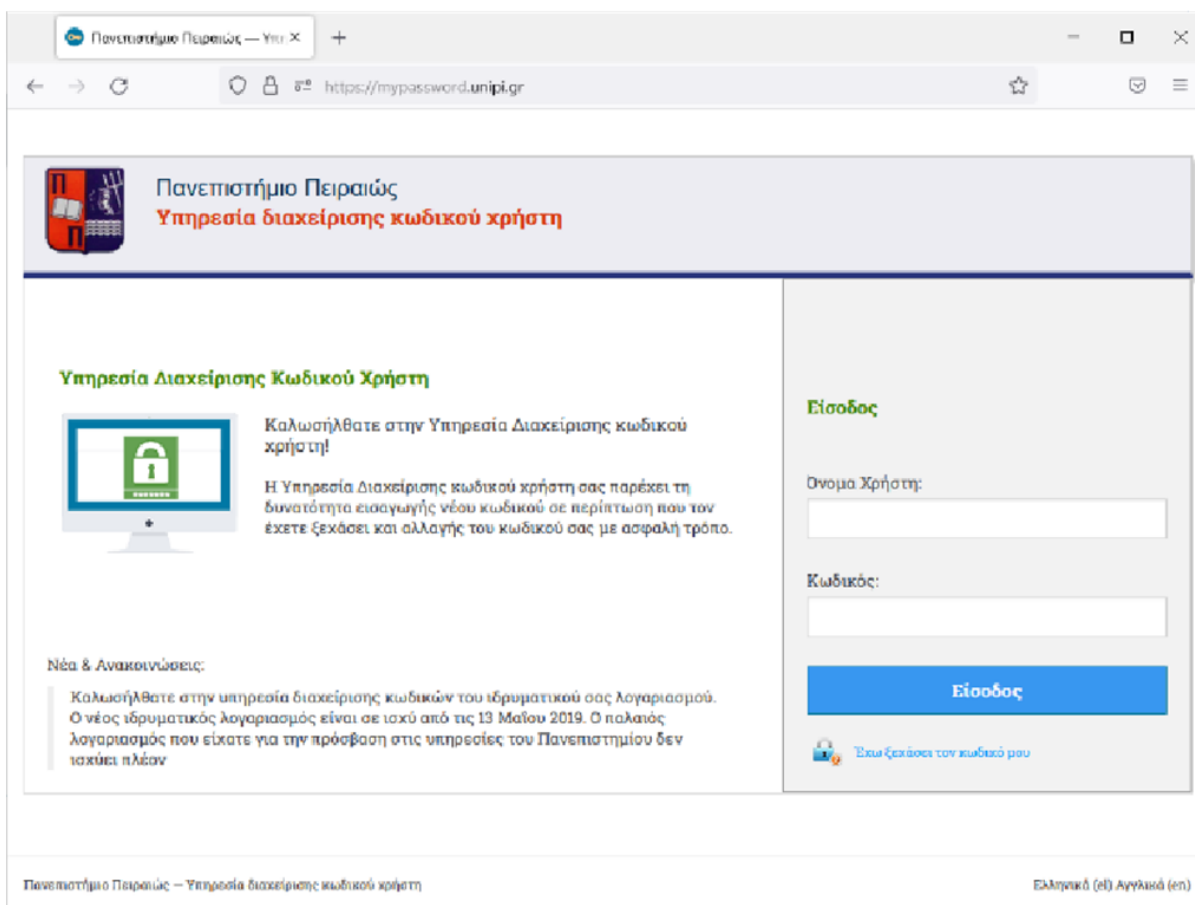 Πανεπιστήμιο Πειραιώς — Υπη
https://mypassword.unipi.gr
Πανεπιστήμιο Πειραιώς
Υπηρεσία διαχείρισης κωδικού χρήστη
Υπηρεσία Διαχείρισης Κωδικού Χρήστη
Καλωσήλθατε στην Υπηρεσία Διαχείρισης κωδικού
χρήστη!
Η Υπηρεσία Διαχείρισης κωδικού χρήστη σας παρέχει τη
δυνατότητα εισαγωγής νέου κωδικού σε περίπτωση που τον
έχετε ξεχάσει και αλλαγής του κωδικού σας με ασφαλή τρόπο.
Νέα & Ανακοινώσεις:
Καλωσήλθατε στην υπηρεσία διαχείρισης κωδικών του ιδρυματικού σας λογαριασμού.
Ο νέος ιδρυματικός λογαριασμός είναι σε ισχύ από τις 13 Μαΐου 2019. Ο παλαιός
λογαριασμός που είχατε για την πρόσβαση στις υπηρεσίες του Πανεπιστημίου δεν
ισχύει πλέον
Είσοδος
Όνομα Χρήστη:
Κωδικός:
Είσοδος
Έχω ξεχάσει τον κωδικό μου
Πανεπιστήμιο Πειραιώς — Υπηρεσία διαχείρισης κωδικού χρήστη
Ελληνικά (el) Αγγλικά (en)